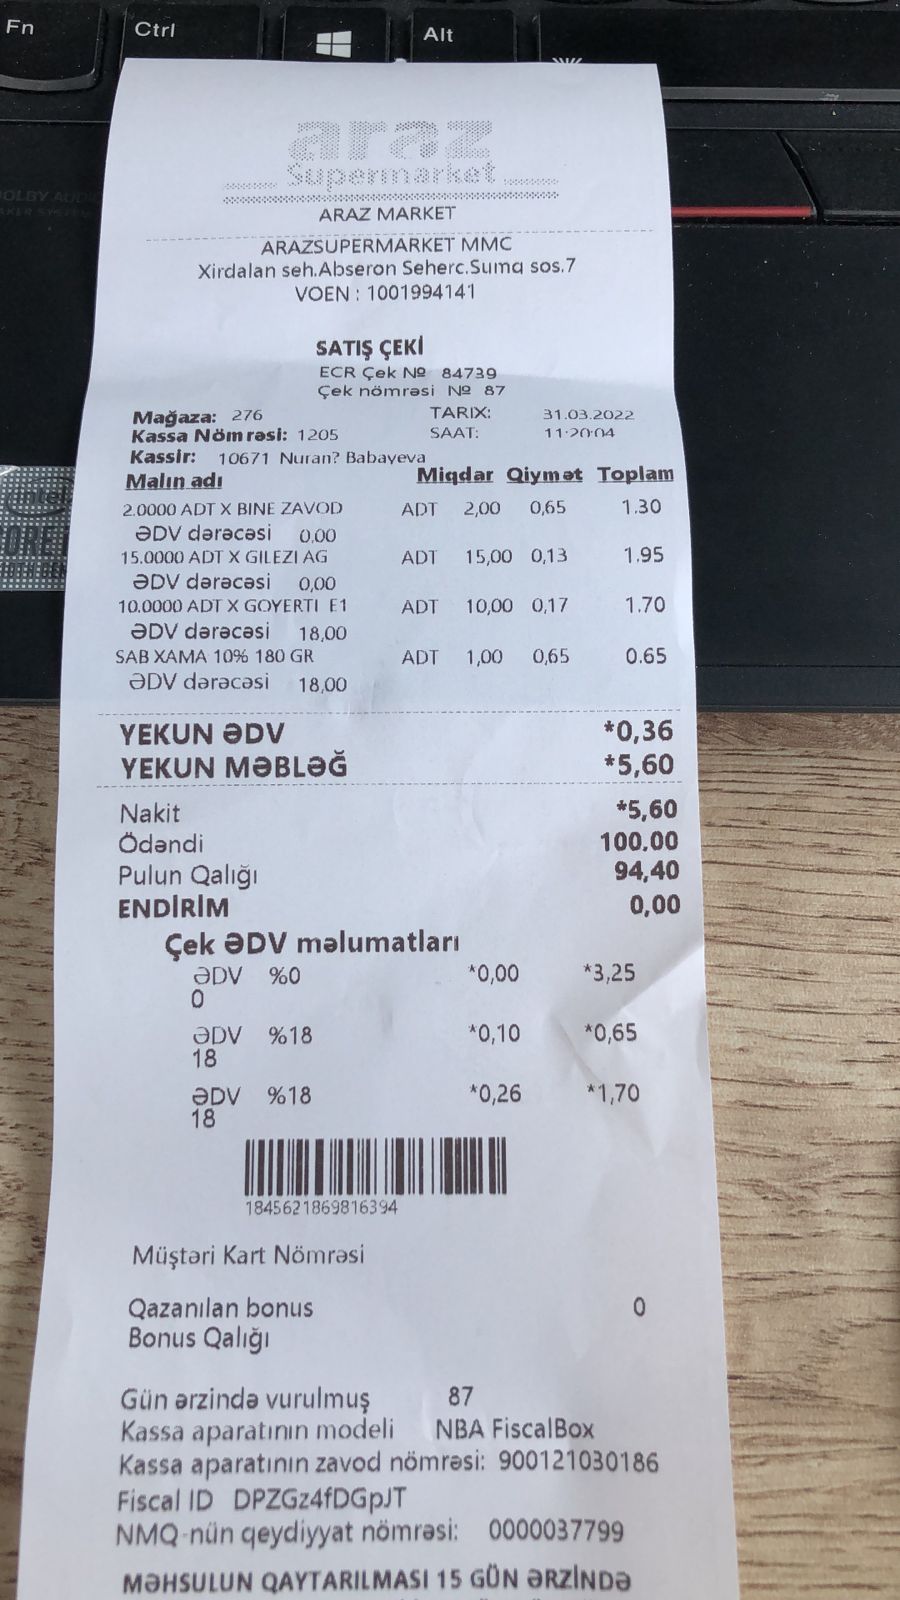 Fn
Ctrl
Alt
araz
Supermarket
ARAZ MARKET
ARAZSUPERMARKET MMC
Xirdalan seh.Abseron Seherc.Sumq sos.7
VOEN : 1001994141
SATIŞ ÇEKİ
ECR Çek № 84739
Çek nömrəsi № 87
Mağaza: 276 TARIX: 31.03.2022
Kassa Nömrəsi: 1205 SAAT: 11:20:04
Kassir: 10671 Nuran? Babayeva
Malın adı Miqdar Qiymət Toplam
2.0000 ADT X BINE ZAVOD ADT 2,00 0,65 1.30
ƏDV dərəcəsi 0,00
15.0000 ADT X GILEZI AG ADT 15,00 0,13 1.95
ƏDV dərəcəsi 0,00
10.0000 ADT X GOYERTI E1 ADT 10,00 0,17 1.70
ƏDV dərəcəsi 18,00
SAB XAMA 10% 180 GR ADT 1,00 0,65 0.65
ƏDV dərəcəsi 18,00
YEKUN ƏDV *0,36
YEKUN MƏBLƏĞ *5,60
Nakit *5,60
Ödəndi 100.00
Pulun Qalığı 94,40
ENDİRİM 0,00
Çek ƏDV məlumatları
ƏDV %0 *0,00 *3,25
0
ƏDV %18 *0,10 *0,65
18
ƏDV %18 *0,26 *1,70
18
1845621869816394
Müştəri Kart Nömrəsi
Qazanılan bonus 0
Bonus Qalığı
Gün ərzində vurulmuş 87
Kassa aparatının modeli NBA FiscalBox
Kassa aparatının zavod nömrəsi: 900121030186
Fiscal ID DPZGz4fDGpJT
NMQ-nün qeydiyyat nömrəsi: 0000037799
MƏHSULUN QAYTARILMASI 15 GÜN ƏRZİNDƏ